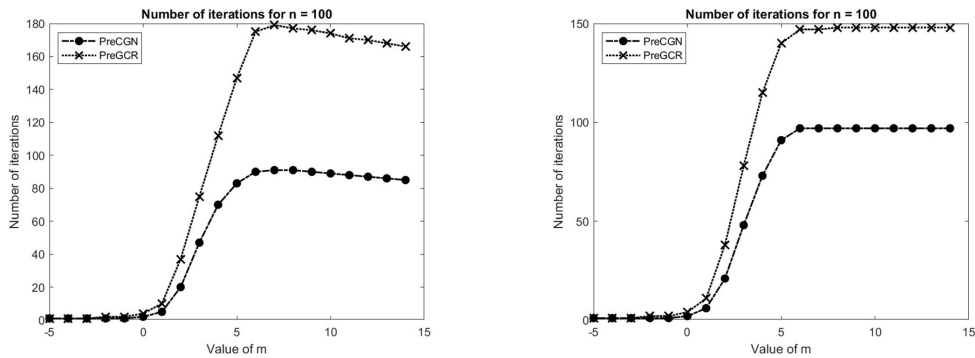 Number of iterations for n = 100
PreCGN
PreGCR
Number of iterations
180
160
140
120
100
80
60
40
20
0
-5
0
5
10
15
Value of m
Number of iterations for n = 100
PreCGN
PreGCR
Number of iterations
150
100
50
0
-5
0
5
10
15
Value of m